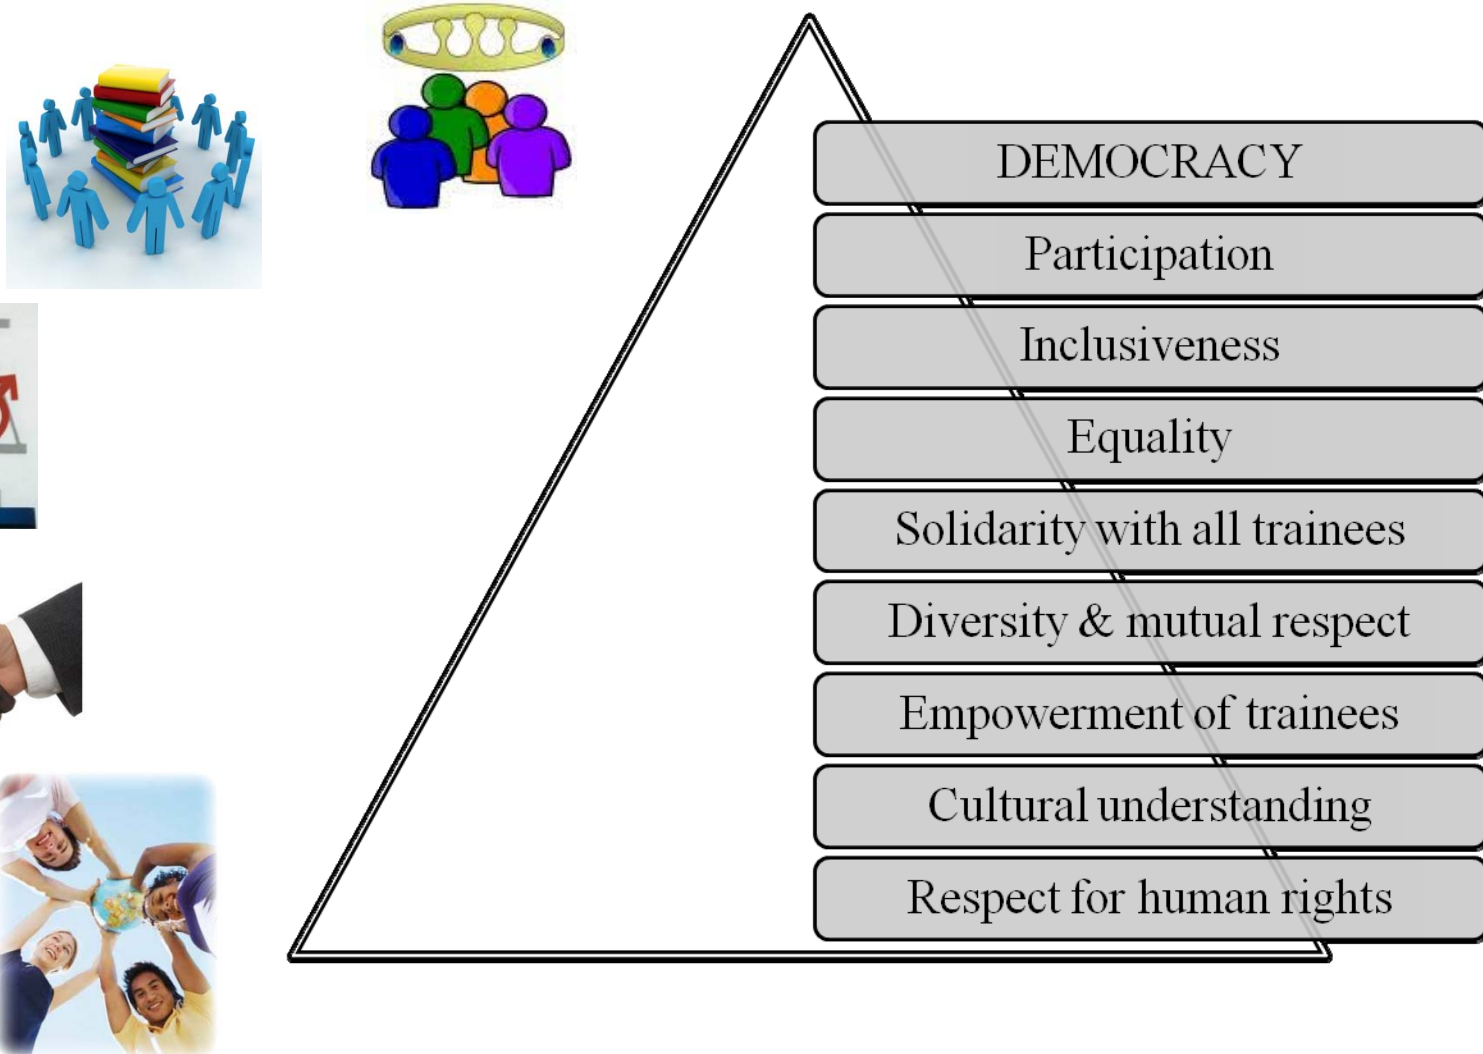 DEMOCRACY
Participation
Inclusiveness
Equality
Solidarity with all trainees
Diversity & mutual respect
Empowerment of trainees
Cultural understanding
Respect for human rights